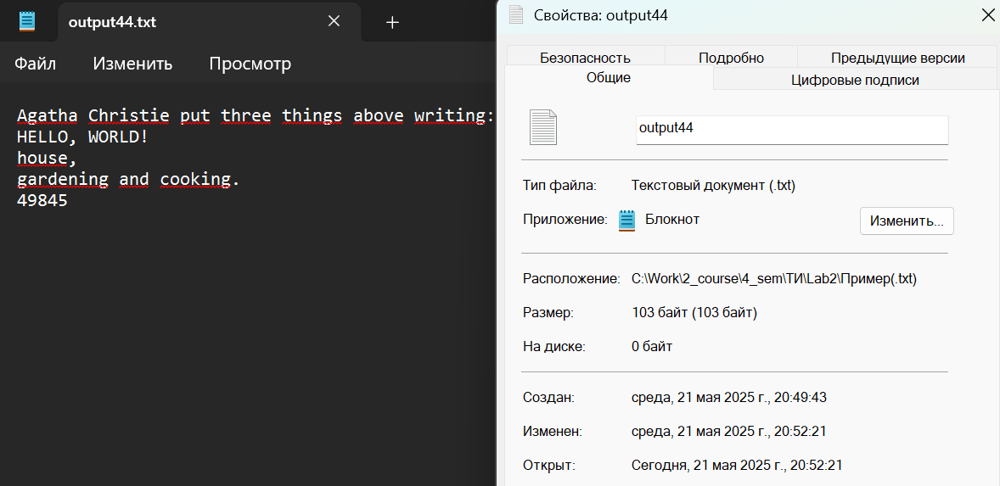 output44.txt
Файл Изменить Просмотр
Agatha Christie put three things above writing:
HELLO, WORLD!
house,
gardening and cooking.
49845
Свойства: output44
Безопасность Подробно Предыдущие версии
Общие Цифровые подписи
output44
Тип файла: Текстовый документ (.txt)
Приложение: Блокнот Изменить...
Расположение: C:\Work\2_course\4_sem\ТИ\Lab2\Пример(.txt)
Размер: 103 байт (103 байт)
На диске: 0 байт
Создан: среда, 21 мая 2025 г., 20:49:43
Изменен: среда, 21 мая 2025 г., 20:52:21
Открыт: Сегодня, 21 мая 2025 г., 20:52:21